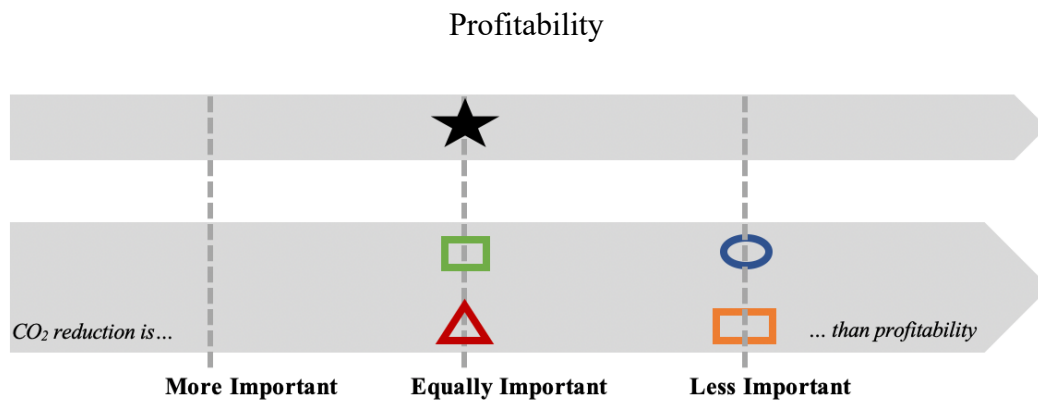 Profitability
CO₂ reduction is…
… than profitability
More Important
Equally Important
Less Important